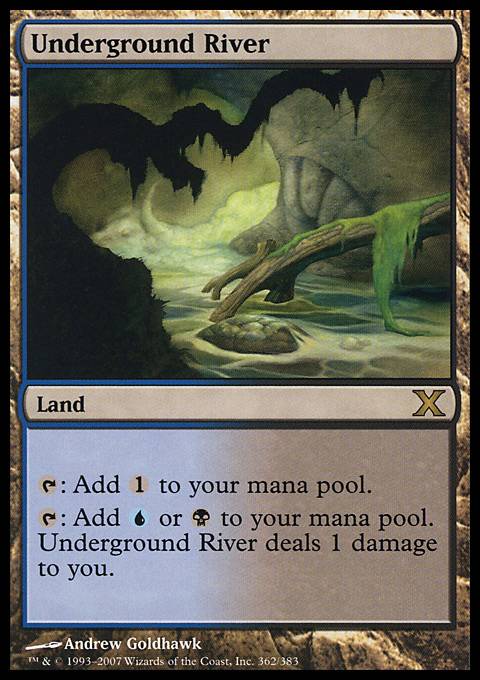 Underground River
Land
X
: Add 1 to your mana pool.
: Add or to your mana pool.
Underground River deals 1 damage
to you.
Andrew Goldhawk
™ & © 1993–2007 Wizards of the Coast, Inc. 362/383